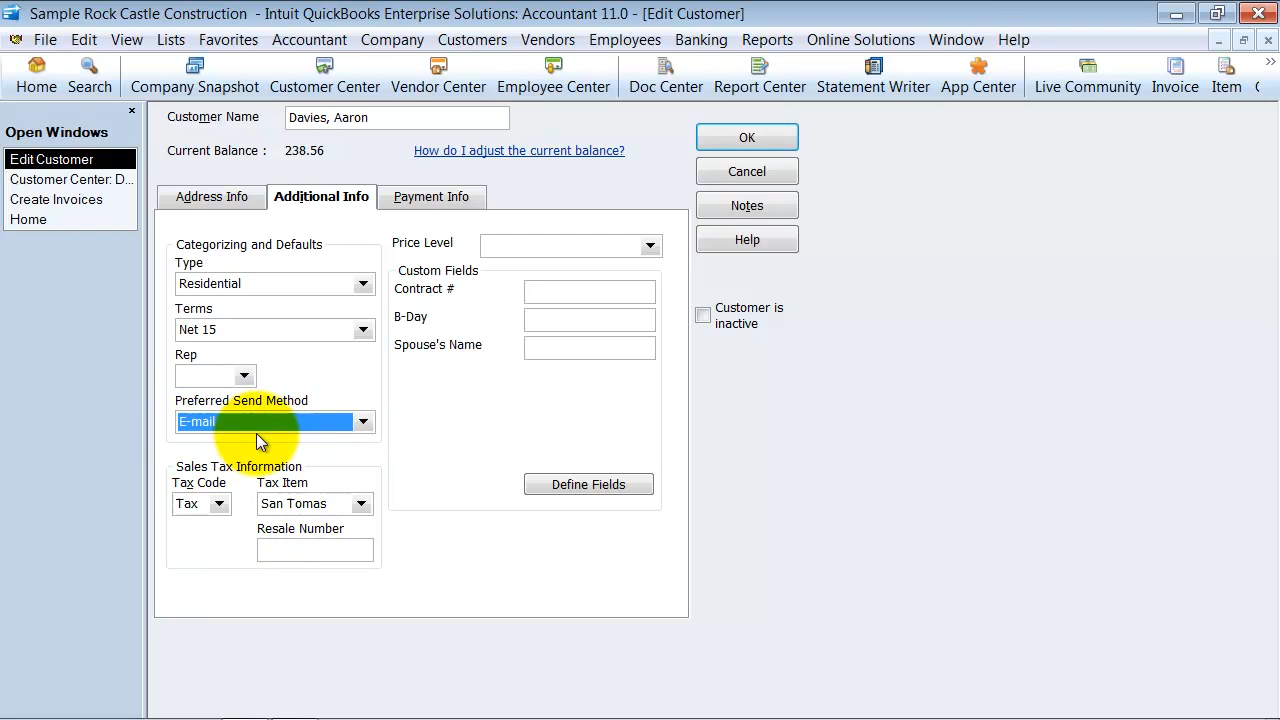 Sample Rock Castle Construction - Intuit QuickBooks Enterprise Solutions: Accountant 11.0 - [Edit Customer]
File Edit View Lists Favorites Accountant Company Customers Vendors Employees Banking Reports Online Solutions Window Help
Home Search Company Snapshot Customer Center Vendor Center Employee Center Doc Center Report Center Statement Writer App Center Live Community Invoice Item
Open Windows
Edit Customer
Customer Center: D...
Create Invoices
Home
Customer Name Davies, Aaron
Current Balance : 238.56 How do I adjust the current balance?
OK
Cancel
Notes
Help
Customer is
inactive
Address Info Additional Info Payment Info
Categorizing and Defaults
Type
Residential
Terms
Net 15
Rep
Preferred Send Method
E-mail
Sales Tax Information
Tax Code Tax Item
Tax San Tomas
Resale Number
Price Level
Custom Fields
Contract #
B-Day
Spouse's Name
Define Fields